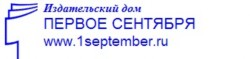 Издательский дом
ПЕРВОЕ СЕНТЯБРЯ
www.1september.ru